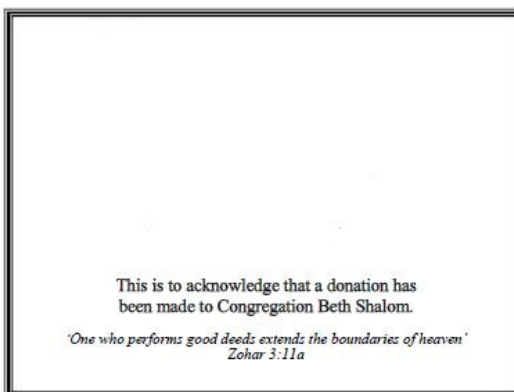 This is to acknowledge that a donation has
been made to Congregation Beth Shalom.
'One who performs good deeds extends the boundaries of heaven'
Zohar 3:11a